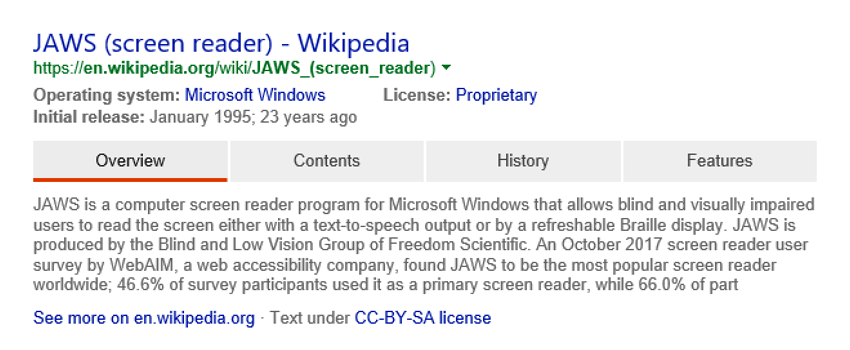 JAWS (screen reader) - Wikipedia
https://en.wikipedia.org/wiki/JAWS_(screen_reader)
Operating system: Microsoft Windows License: Proprietary
Initial release: January 1995; 23 years ago
Overview Contents History Features
JAWS is a computer screen reader program for Microsoft Windows that allows blind and visually impaired
users to read the screen either with a text-to-speech output or by a refreshable Braille display. JAWS is
produced by the Blind and Low Vision Group of Freedom Scientific. An October 2017 screen reader user
survey by WebAIM, a web accessibility company, found JAWS to be the most popular screen reader
worldwide; 46.6% of survey participants used it as a primary screen reader, while 66.0% of part
See more on en.wikipedia.org · Text under CC-BY-SA license